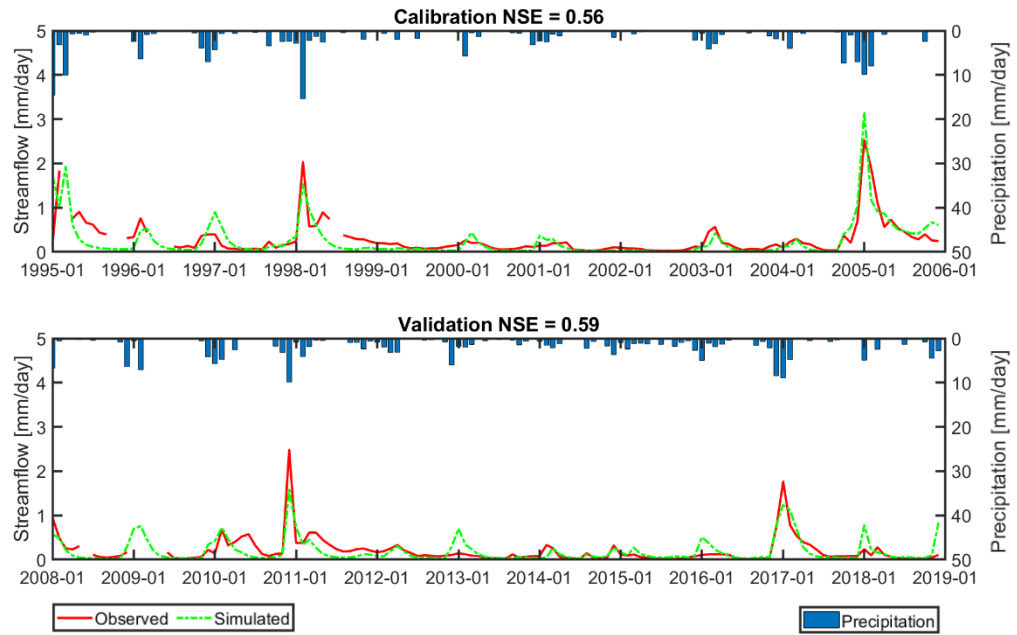 Calibration NSE = 0.56
5 0
4 10
3 20
2 30
1 40
0 50
Streamflow [mm/day]
Precipitation [mm/day]
1995-01 1996-01 1997-01 1998-01 1999-01 2000-01 2001-01 2002-01 2003-01 2004-01 2005-01 2006-01
Validation NSE = 0.59
5 0
4 10
3 20
2 30
1 40
0 50
Streamflow [mm/day]
Precipitation [mm/day]
2008-01 2009-01 2010-01 2011-01 2012-01 2013-01 2014-01 2015-01 2016-01 2017-01 2018-01 2019-01
Observed Simulated Precipitation